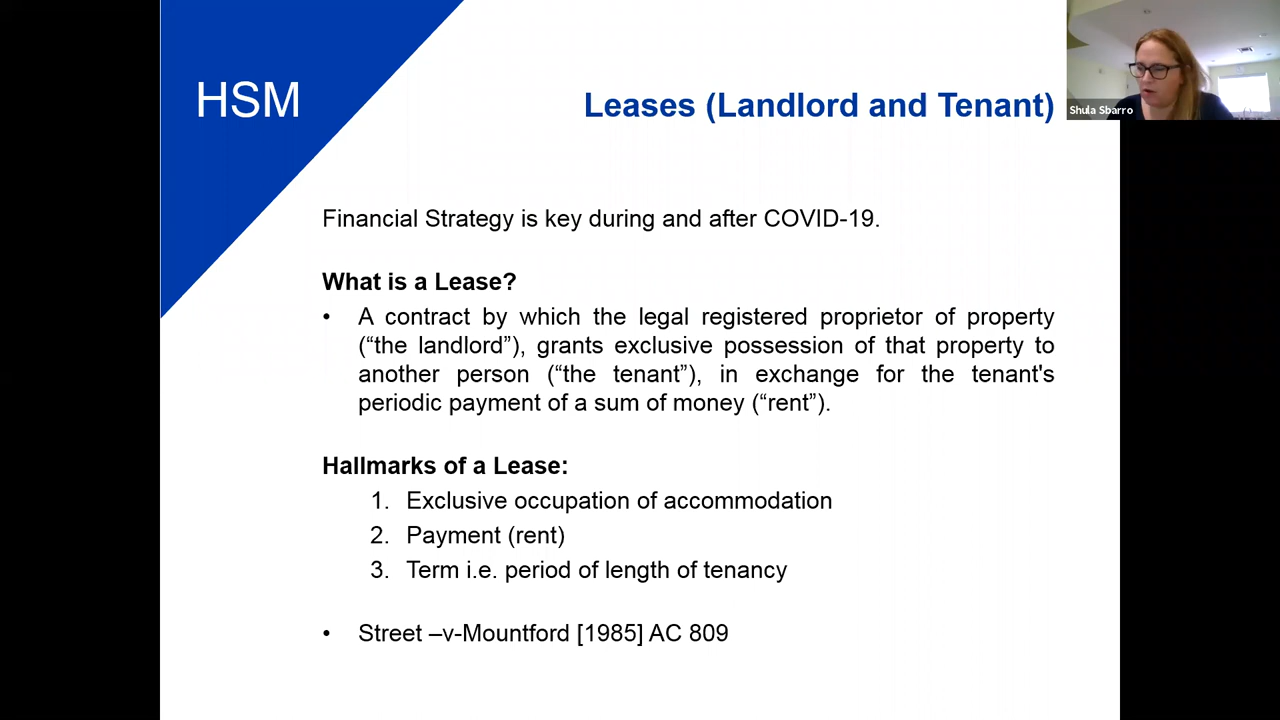 HSM
Leases (Landlord and Tenant)
Shula Sbarro
Financial Strategy is key during and after COVID-19.
What is a Lease?
• A contract by which the legal registered proprietor of property
(“the landlord”), grants exclusive possession of that property to
another person (“the tenant”), in exchange for the tenant's
periodic payment of a sum of money (“rent”).
Hallmarks of a Lease:
1. Exclusive occupation of accommodation
2. Payment (rent)
3. Term i.e. period of length of tenancy
• Street –v-Mountford [1985] AC 809